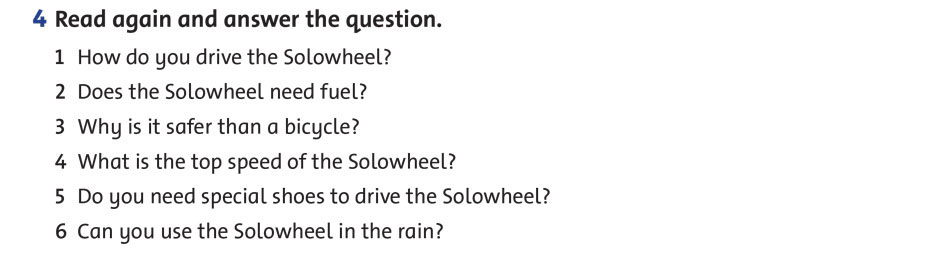 4 Read again and answer the question.
1 How do you drive the Solowheel?
2 Does the Solowheel need fuel?
3 Why is it safer than a bicycle?
4 What is the top speed of the Solowheel?
5 Do you need special shoes to drive the Solowheel?
6 Can you use the Solowheel in the rain?